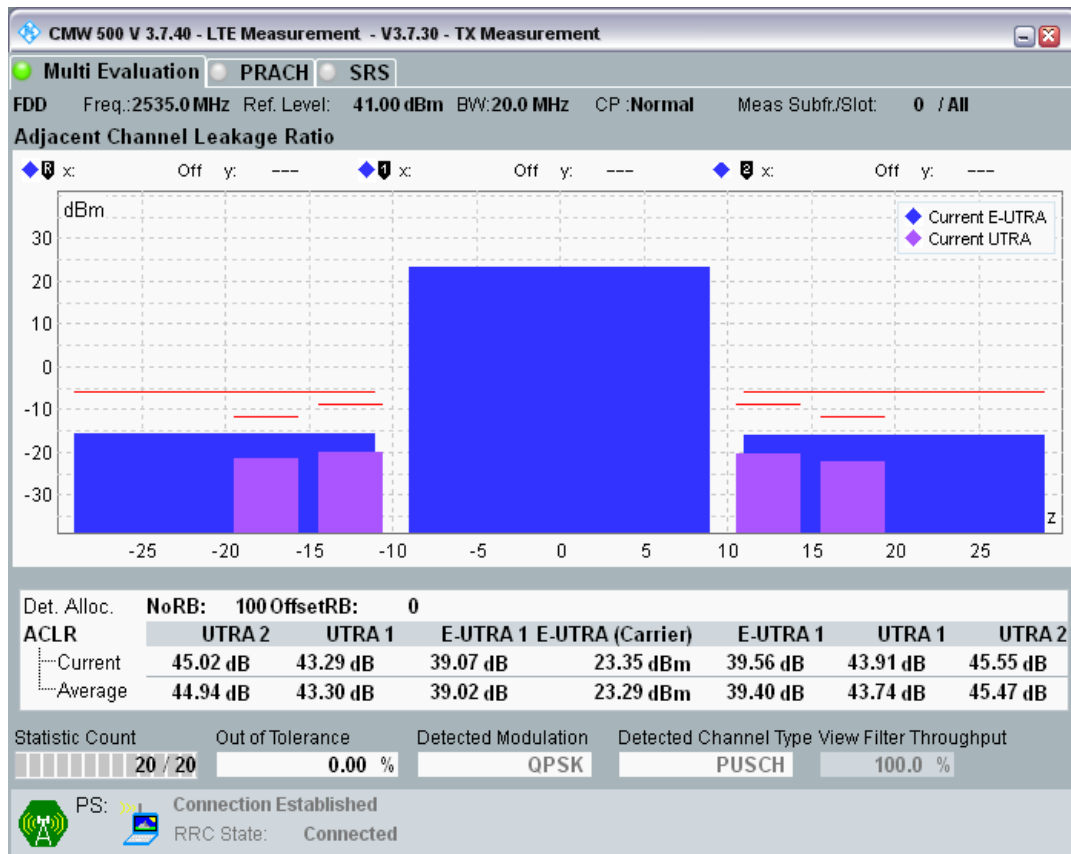 CMW 500 V 3.7.40 - LTE Measurement - V3.7.30 - TX Measurement
Multi Evaluation PRACH SRS
FDD Freq.:2535.0 MHz Ref. Level: 41.00 dBm BW:20.0 MHz CP :Normal Meas Subfr./Slot: 0 / All
Adjacent Channel Leakage Ratio
R x: Off y: --- 1 x: Off y: --- 2 x: Off y: ---
dBm
Current E-UTRA
Current UTRA
30
20
10
0
-10
-20
-30
z
-25 -20 -15 -10 -5 0 5 10 15 20 25
Det. Alloc. NoRB: 100 OffsetRB: 0
ACLR UTRA 2 UTRA 1 E-UTRA 1 E-UTRA (Carrier) E-UTRA 1 UTRA 1 UTRA 2
Current 45.02 dB 43.29 dB 39.07 dB 23.35 dBm 39.56 dB 43.91 dB 45.55 dB
Average 44.94 dB 43.30 dB 39.02 dB 23.29 dBm 39.40 dB 43.74 dB 45.47 dB
Statistic Count Out of Tolerance Detected Modulation Detected Channel Type View Filter Throughput
20 / 20 0.00 % QPSK PUSCH 100.0 %
PS: Connection Established
RRC State: Connected